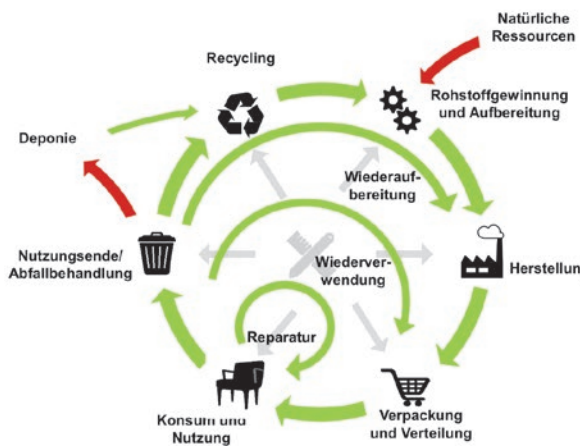 Natürliche
Ressourcen
Recycling
Rohstoffgewinnung
und Aufbereitung
Deponie
Wiederauf-
bereitung
Nutzungsende/
Abfallbehandlung
Wiederver-
wendung
Herstellun
Reparatur
Konsum und
Nutzung
Verpackung
und Verteilung